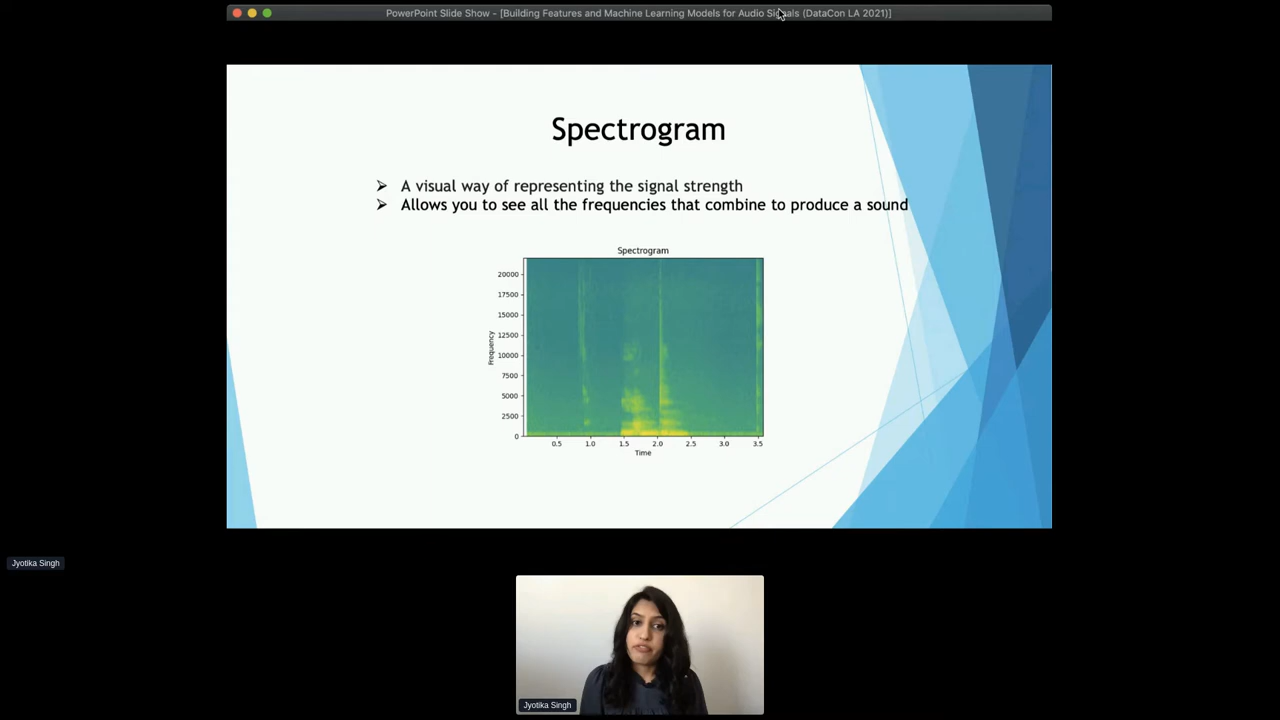 PowerPoint Slide Show - [Building Features and Machine Learning Models for Audio Signals (DataCon LA 2021)]
Spectrogram
➢ A visual way of representing the signal strength
➢ Allows you to see all the frequencies that combine to produce a sound
Spectrogram
20000
17500
15000
12500
10000
7500
5000
2500
0
Frequency
0.5 1.0 1.5 2.0 2.5 3.0 3.5
Time
Jyotika Singh
Jyotika Singh